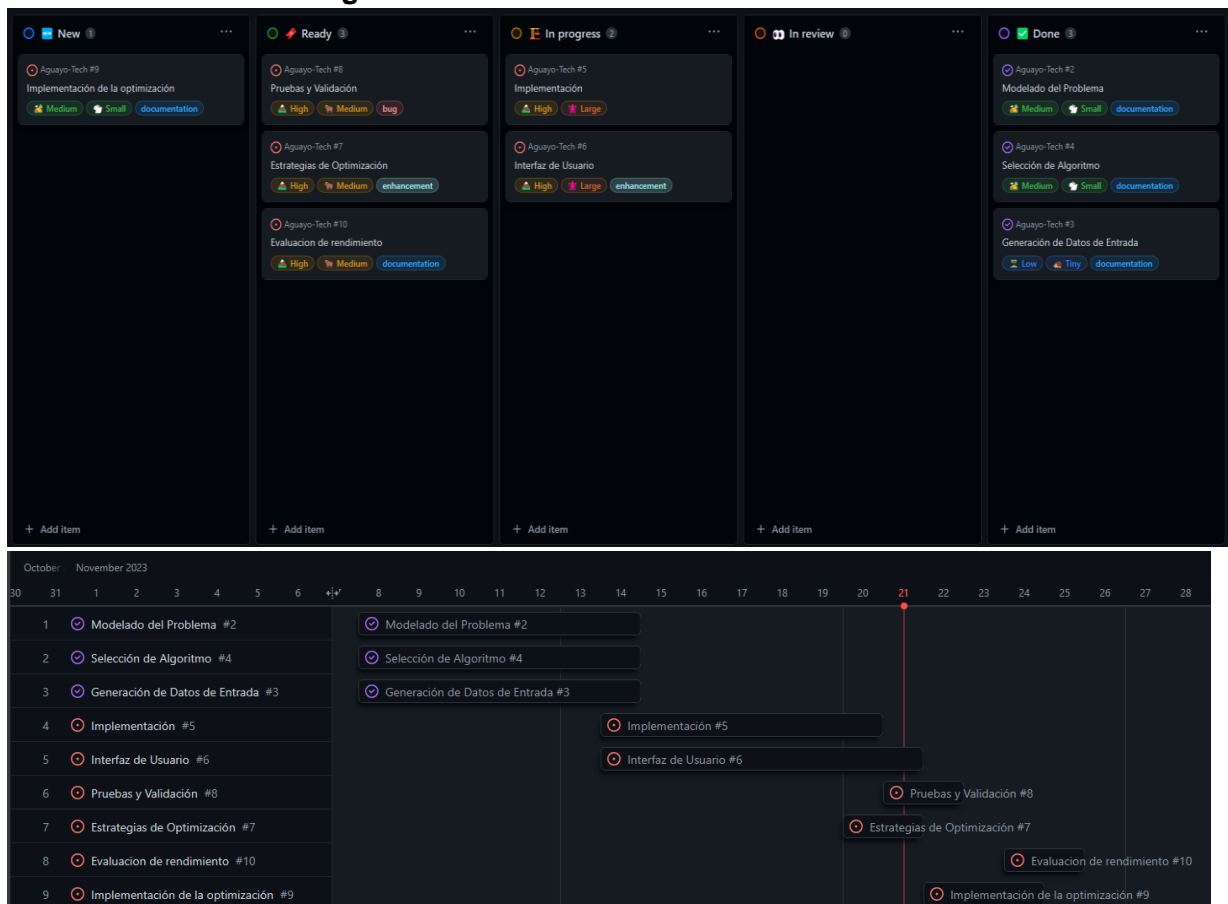 New 1 ...
Aguayo-Tech #9
Implementación de la optimización
Medium Small documentation
+ Add item
Ready 3 ...
Aguayo-Tech #8
Pruebas y Validación
High Medium bug
Aguayo-Tech #7
Estrategias de Optimización
High Medium enhancement
Aguayo-Tech #10
Evaluacion de rendimiento
High Medium documentation
+ Add item
In progress 2 ...
Aguayo-Tech #5
Implementación
High Large
Aguayo-Tech #6
Interfaz de Usuario
High Large enhancement
+ Add item
In review 0 ...
+ Add item
Done 3 ...
Aguayo-Tech #2
Modelado del Problema
Medium Small documentation
Aguayo-Tech #4
Selección de Algoritmo
Medium Small documentation
Aguayo-Tech #3
Generación de Datos de Entrada
Low Tiny documentation
+ Add item
October November 2023
30 31 1 2 3 4 5 6 8 9 10 11 12 13 14 15 16 17 18 19 20 21 22 23 24 25 26 27 28
1 Modelado del Problema #2 Modelado del Problema #2
2 Selección de Algoritmo #4 Selección de Algoritmo #4
3 Generación de Datos de Entrada #3 Generación de Datos de Entrada #3
4 Implementación #5 Implementación #5
5 Interfaz de Usuario #6 Interfaz de Usuario #6
6 Pruebas y Validación #8 Pruebas y Validación #8
7 Estrategias de Optimización #7 Estrategias de Optimización #7
8 Evaluacion de rendimiento #10 Evaluacion de rendimiento #10
9 Implementación de la optimización #9 Implementación de la optimización #9